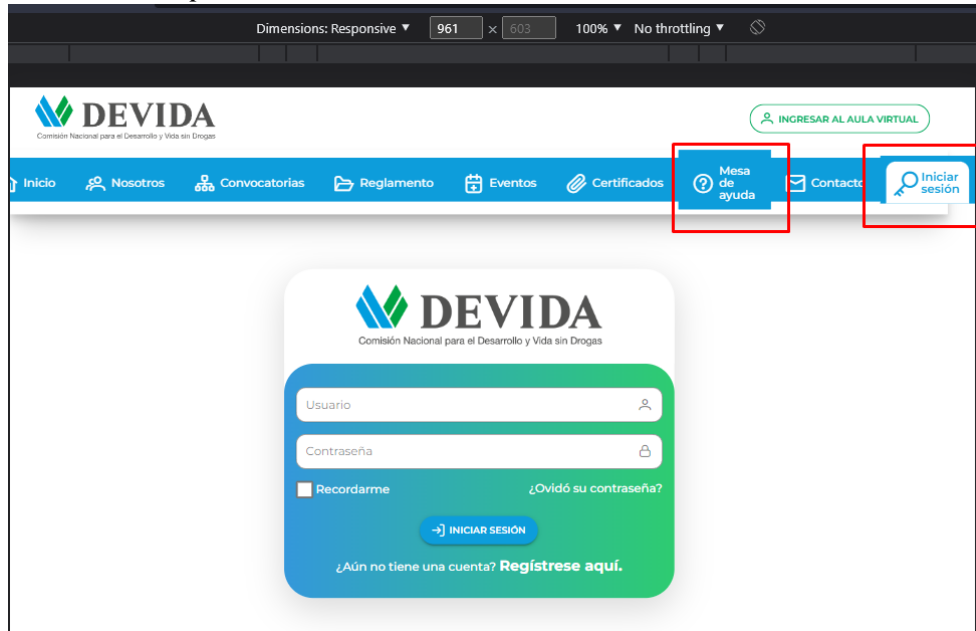 Dimensions: Responsive ▼ 961 × 603 100% ▼ No throttling ▼
DEVIDA
Comisión Nacional para el Desarrollo y Vida sin Drogas
INGRESAR AL AULA VIRTUAL
Inicio Nosotros Convocatorias Reglamento Eventos Certificados Mesa de ayuda Contacto Iniciar sesión
DEVIDA
Comisión Nacional para el Desarrollo y Vida sin Drogas
Usuario
Contraseña
Recordarme ¿Ovidó su contraseña?
INICIAR SESIÓN
¿Aún no tiene una cuenta? Regístrese aquí.